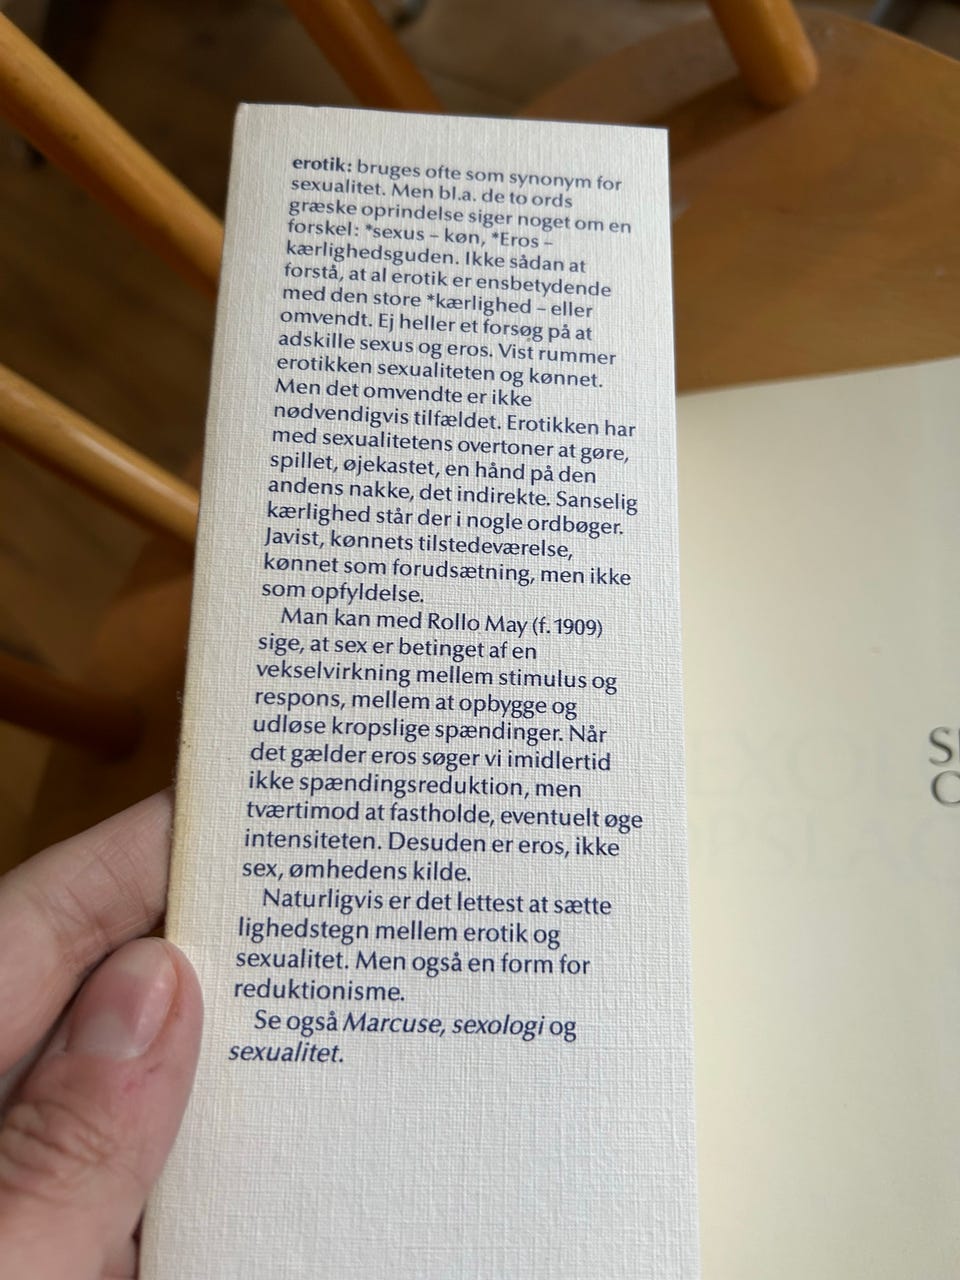 erotik: bruges ofte som synonym for
sexualitet. Men bl.a. de to ords
græske oprindelse siger noget om en
forskel: *sexus – køn, *Eros –
kærlighedsguden. Ikke sådan at
forstå, at al erotik er ensbetydende
med den store *kærlighed – eller
omvendt. Ej heller et forsøg på at
adskille sexus og eros. Vist rummer
erotikken sexualiteten og kønnet.
Men det omvendte er ikke
nødvendigvis tilfældet. Erotikken har
med sexualitetens overtoner at gøre,
spillet, øjekastet, en hånd på den
andens nakke, det indirekte. Sanselig
kærlighed står der i nogle ordbøger.
Javist, kønnets tilstedeværelse,
kønnet som forudsætning, men ikke
som opfyldelse.
Man kan med Rollo May (f. 1909)
sige, at sex er betinget af en
vekselvirkning mellem stimulus og
respons, mellem at opbygge og
udløse kropslige spændinger. Når
det gælder eros søger vi imidlertid
ikke spændingsreduktion, men
tværtimod at fastholde, eventuelt øge
intensiteten. Desuden er eros, ikke
sex, ømhedens kilde.
Naturligvis er det lettest at sætte
lighedstegn mellem erotik og
sexualitet. Men også en form for
reduktionisme.
Se også Marcuse, sexologi og
sexualitet.